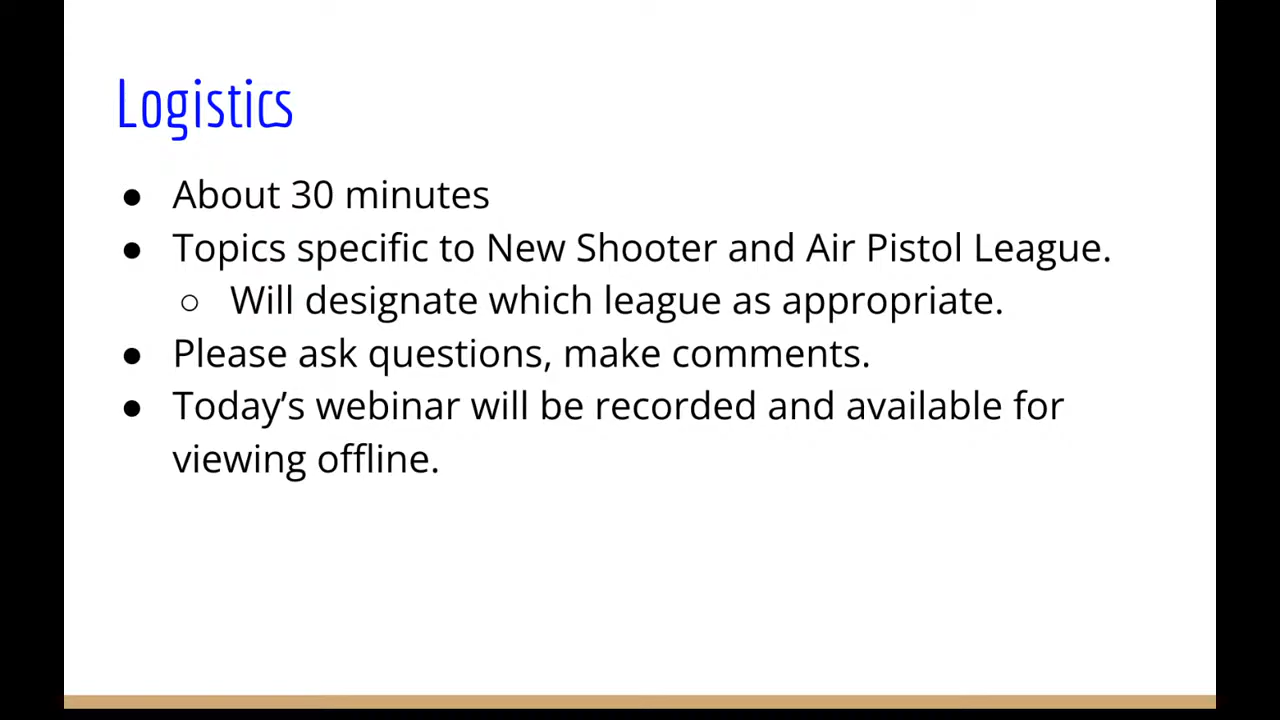 Logistics
● About 30 minutes
● Topics specific to New Shooter and Air Pistol League.
○ Will designate which league as appropriate.
● Please ask questions, make comments.
● Today’s webinar will be recorded and available for
viewing offline.